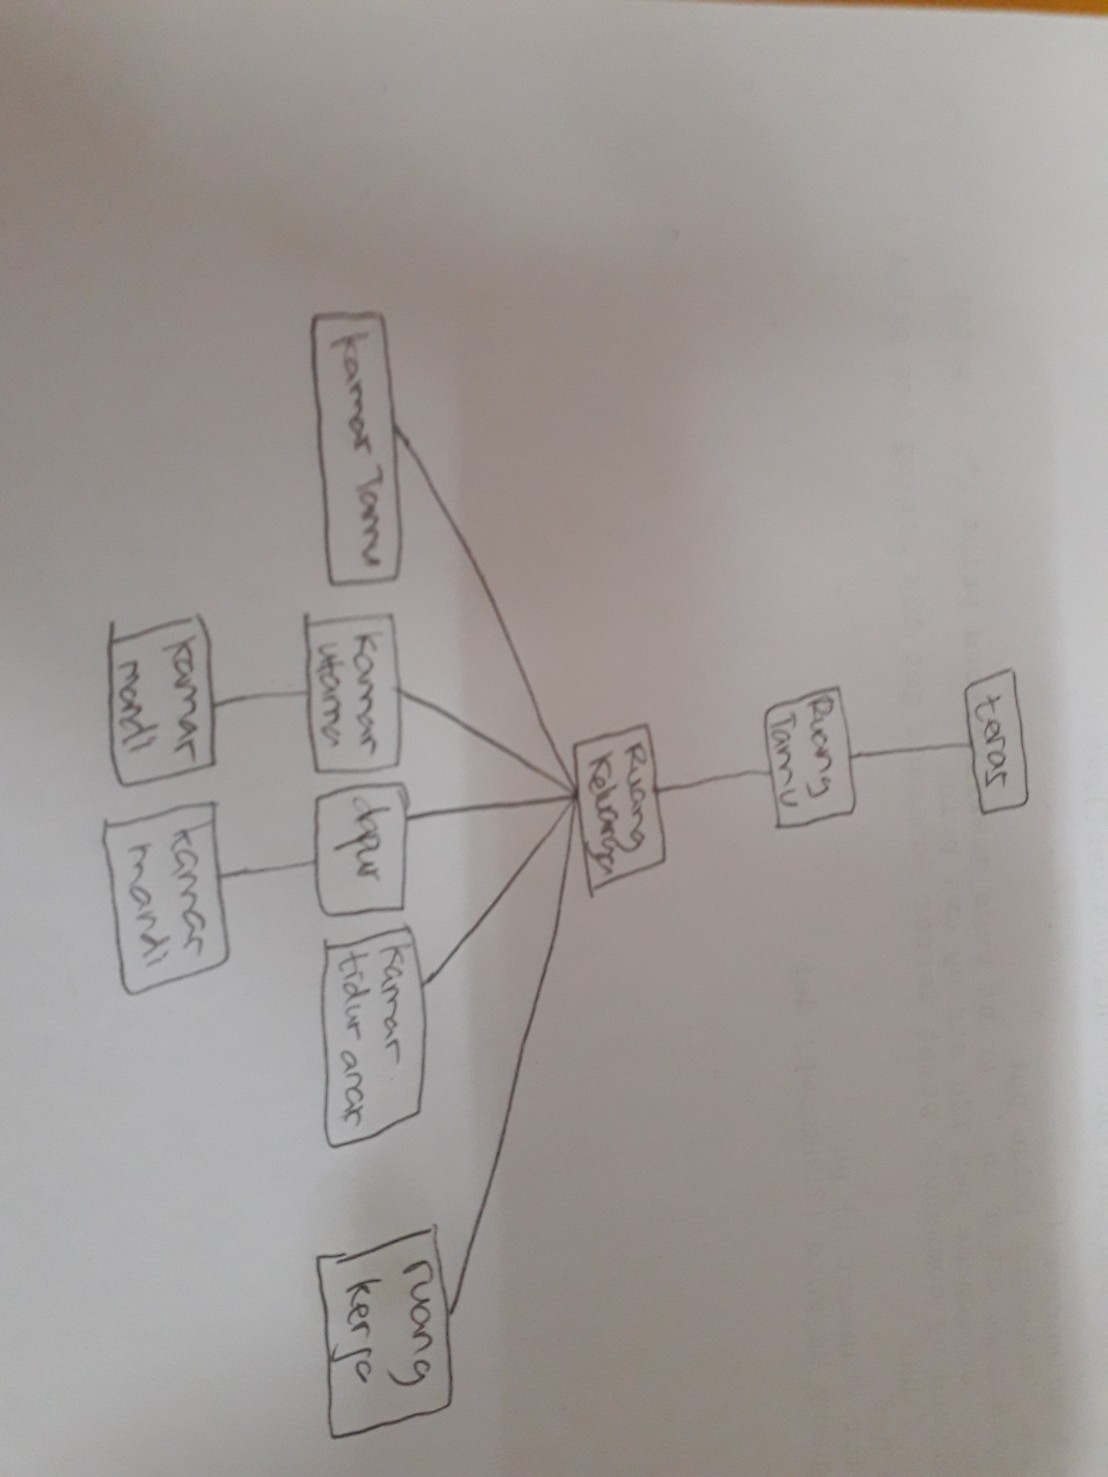 teras
Ruang
Tamu
Ruang
Keluarga
Kamar Tamu
Kamar
utama
dapur
kamar
tidur anak
ruang
kerja
kamar
mandi
kamar
mandi